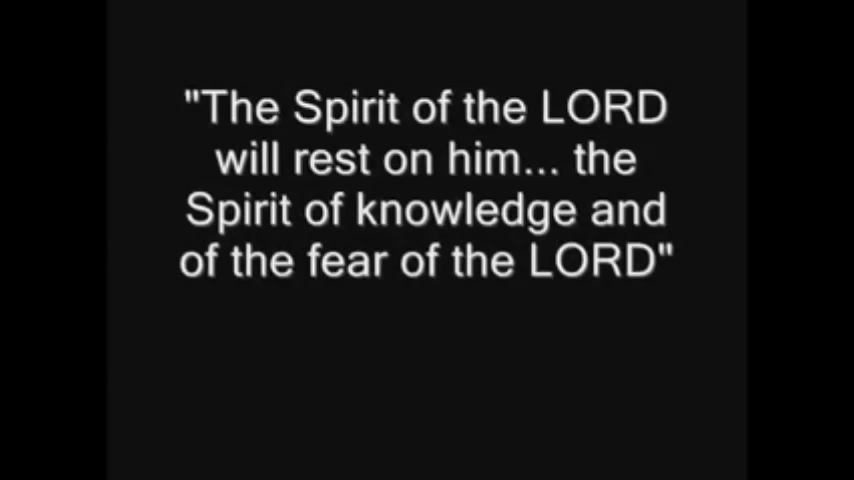 "The Spirit of the LORD
will rest on him... the
Spirit of knowledge and
of the fear of the LORD"